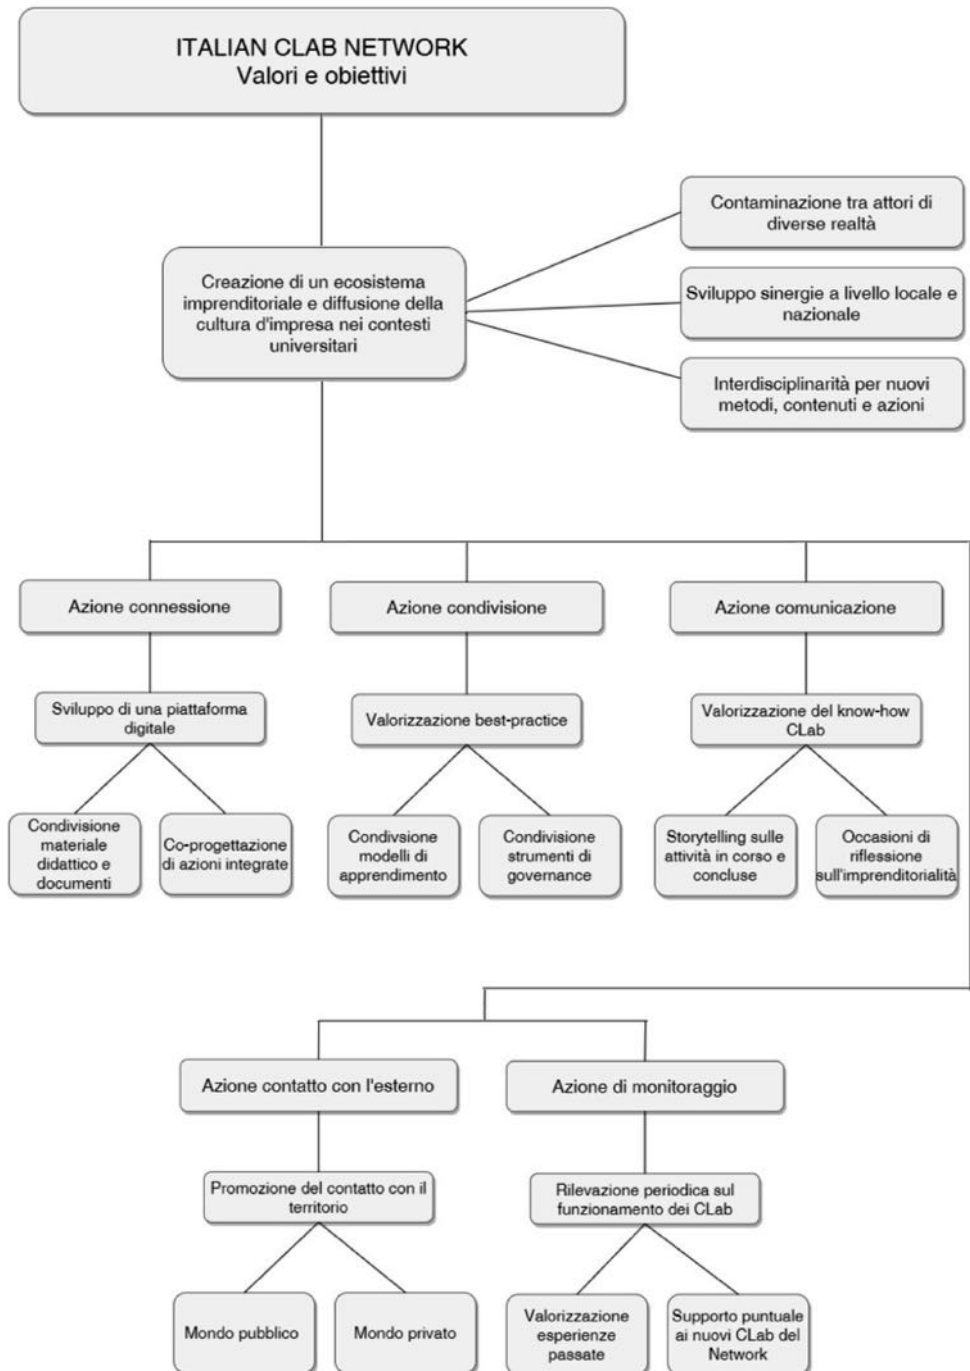 ITALIAN CLAB NETWORK
Valori e obiettivi
Contaminazione tra attori di
diverse realtà
Creazione di un ecosistema
imprenditoriale e diffusione della
cultura d'impresa nei contesti
universitari
Sviluppo sinergie a livello locale e
nazionale
Interdisciplinarità per nuovi
metodi, contenuti e azioni
Azione connessione
Azione condivisione
Azione comunicazione
Sviluppo di una piattaforma
digitale
Valorizzazione best-practice
Valorizzazione del know-how
CLab
Condivisione
materiale
didattico e
documenti
Co-progettazione
di azioni integrate
Condivsione
modelli di
apprendimento
Condivisione
strumenti di
governance
Storytelling sulle
attività in corso e
concluse
Occasioni di
riflessione
sull'imprenditorialità
Azione contatto con l'esterno
Azione di monitoraggio
Promozione del contatto con il
territorio
Rilevazione periodica sul
funzionamento dei CLab
Mondo pubblico
Mondo privato
Valorizzazione
esperienze
passate
Supporto puntuale
ai nuovi CLab del
Network